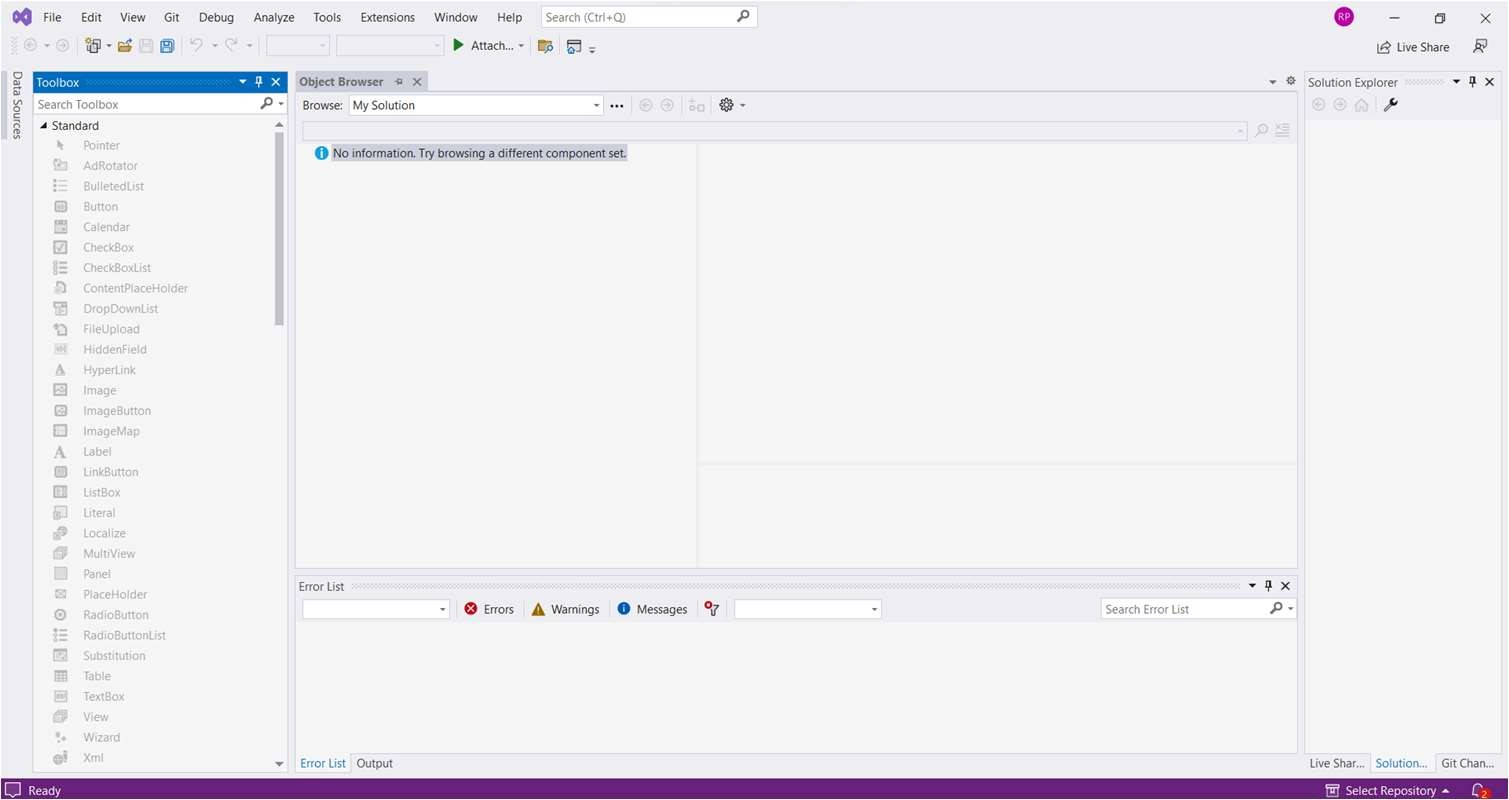 File Edit View Git Debug Analyze Tools Extensions Window Help Search (Ctrl+Q) RP
Attach... Live Share
Data Sources
Toolbox
Search Toolbox
Standard
Pointer
AdRotator
BulletedList
Button
Calendar
CheckBox
CheckBoxList
ContentPlaceHolder
DropDownList
FileUpload
HiddenField
HyperLink
Image
ImageButton
ImageMap
Label
LinkButton
ListBox
Literal
Localize
MultiView
Panel
PlaceHolder
RadioButton
RadioButtonList
Substitution
Table
TextBox
View
Wizard
Xml
Object Browser
Browse: My Solution
No information. Try browsing a different component set.
Error List
Errors Warnings Messages Search Error List
Error List Output
Solution Explorer
Live Shar... Solution... Git Chan...
Ready Select Repository 2